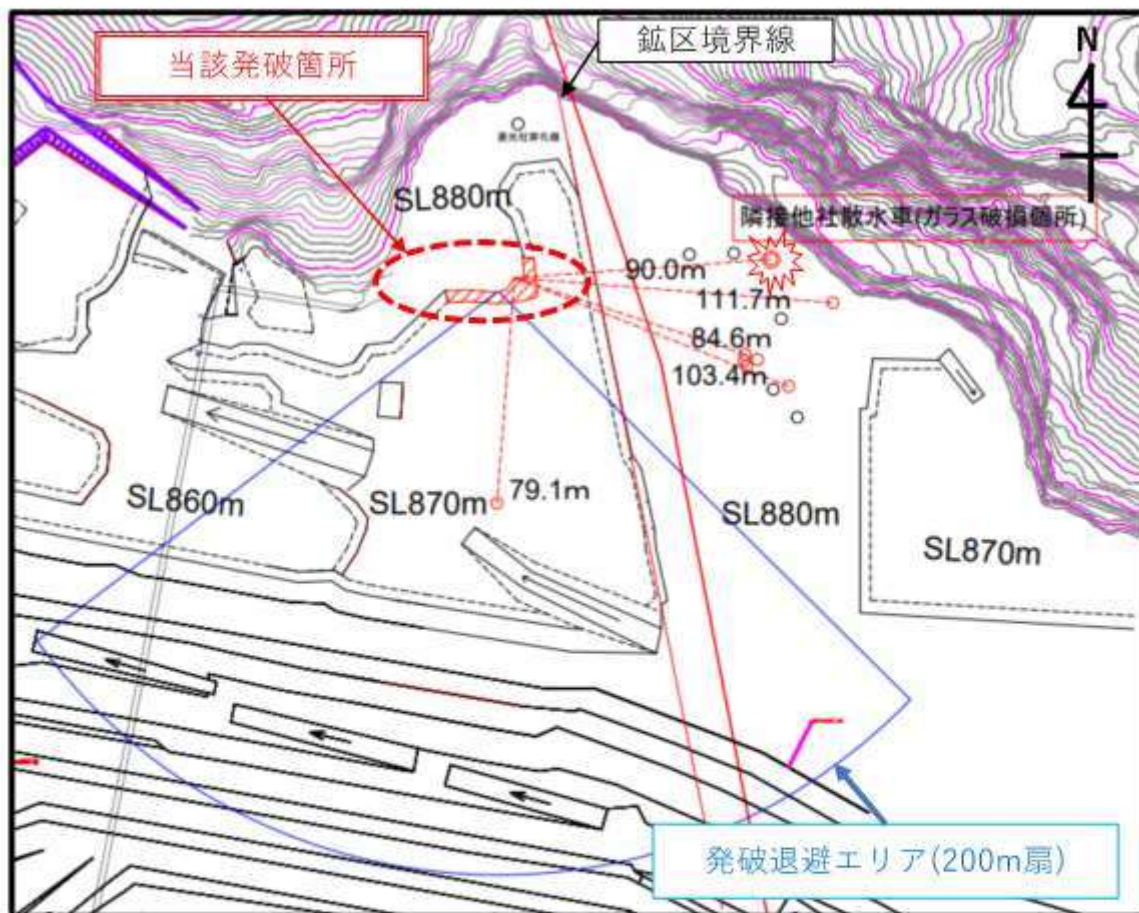 当該発破箇所
鉱区境界線
N
SL880m
隣接他社散水車(ガラス破損個所)
90.0m
111.7m
84.6m
103.4m
SL860m
SL870m
79.1m
SL880m
SL870m
発破退避エリア(200m扇)